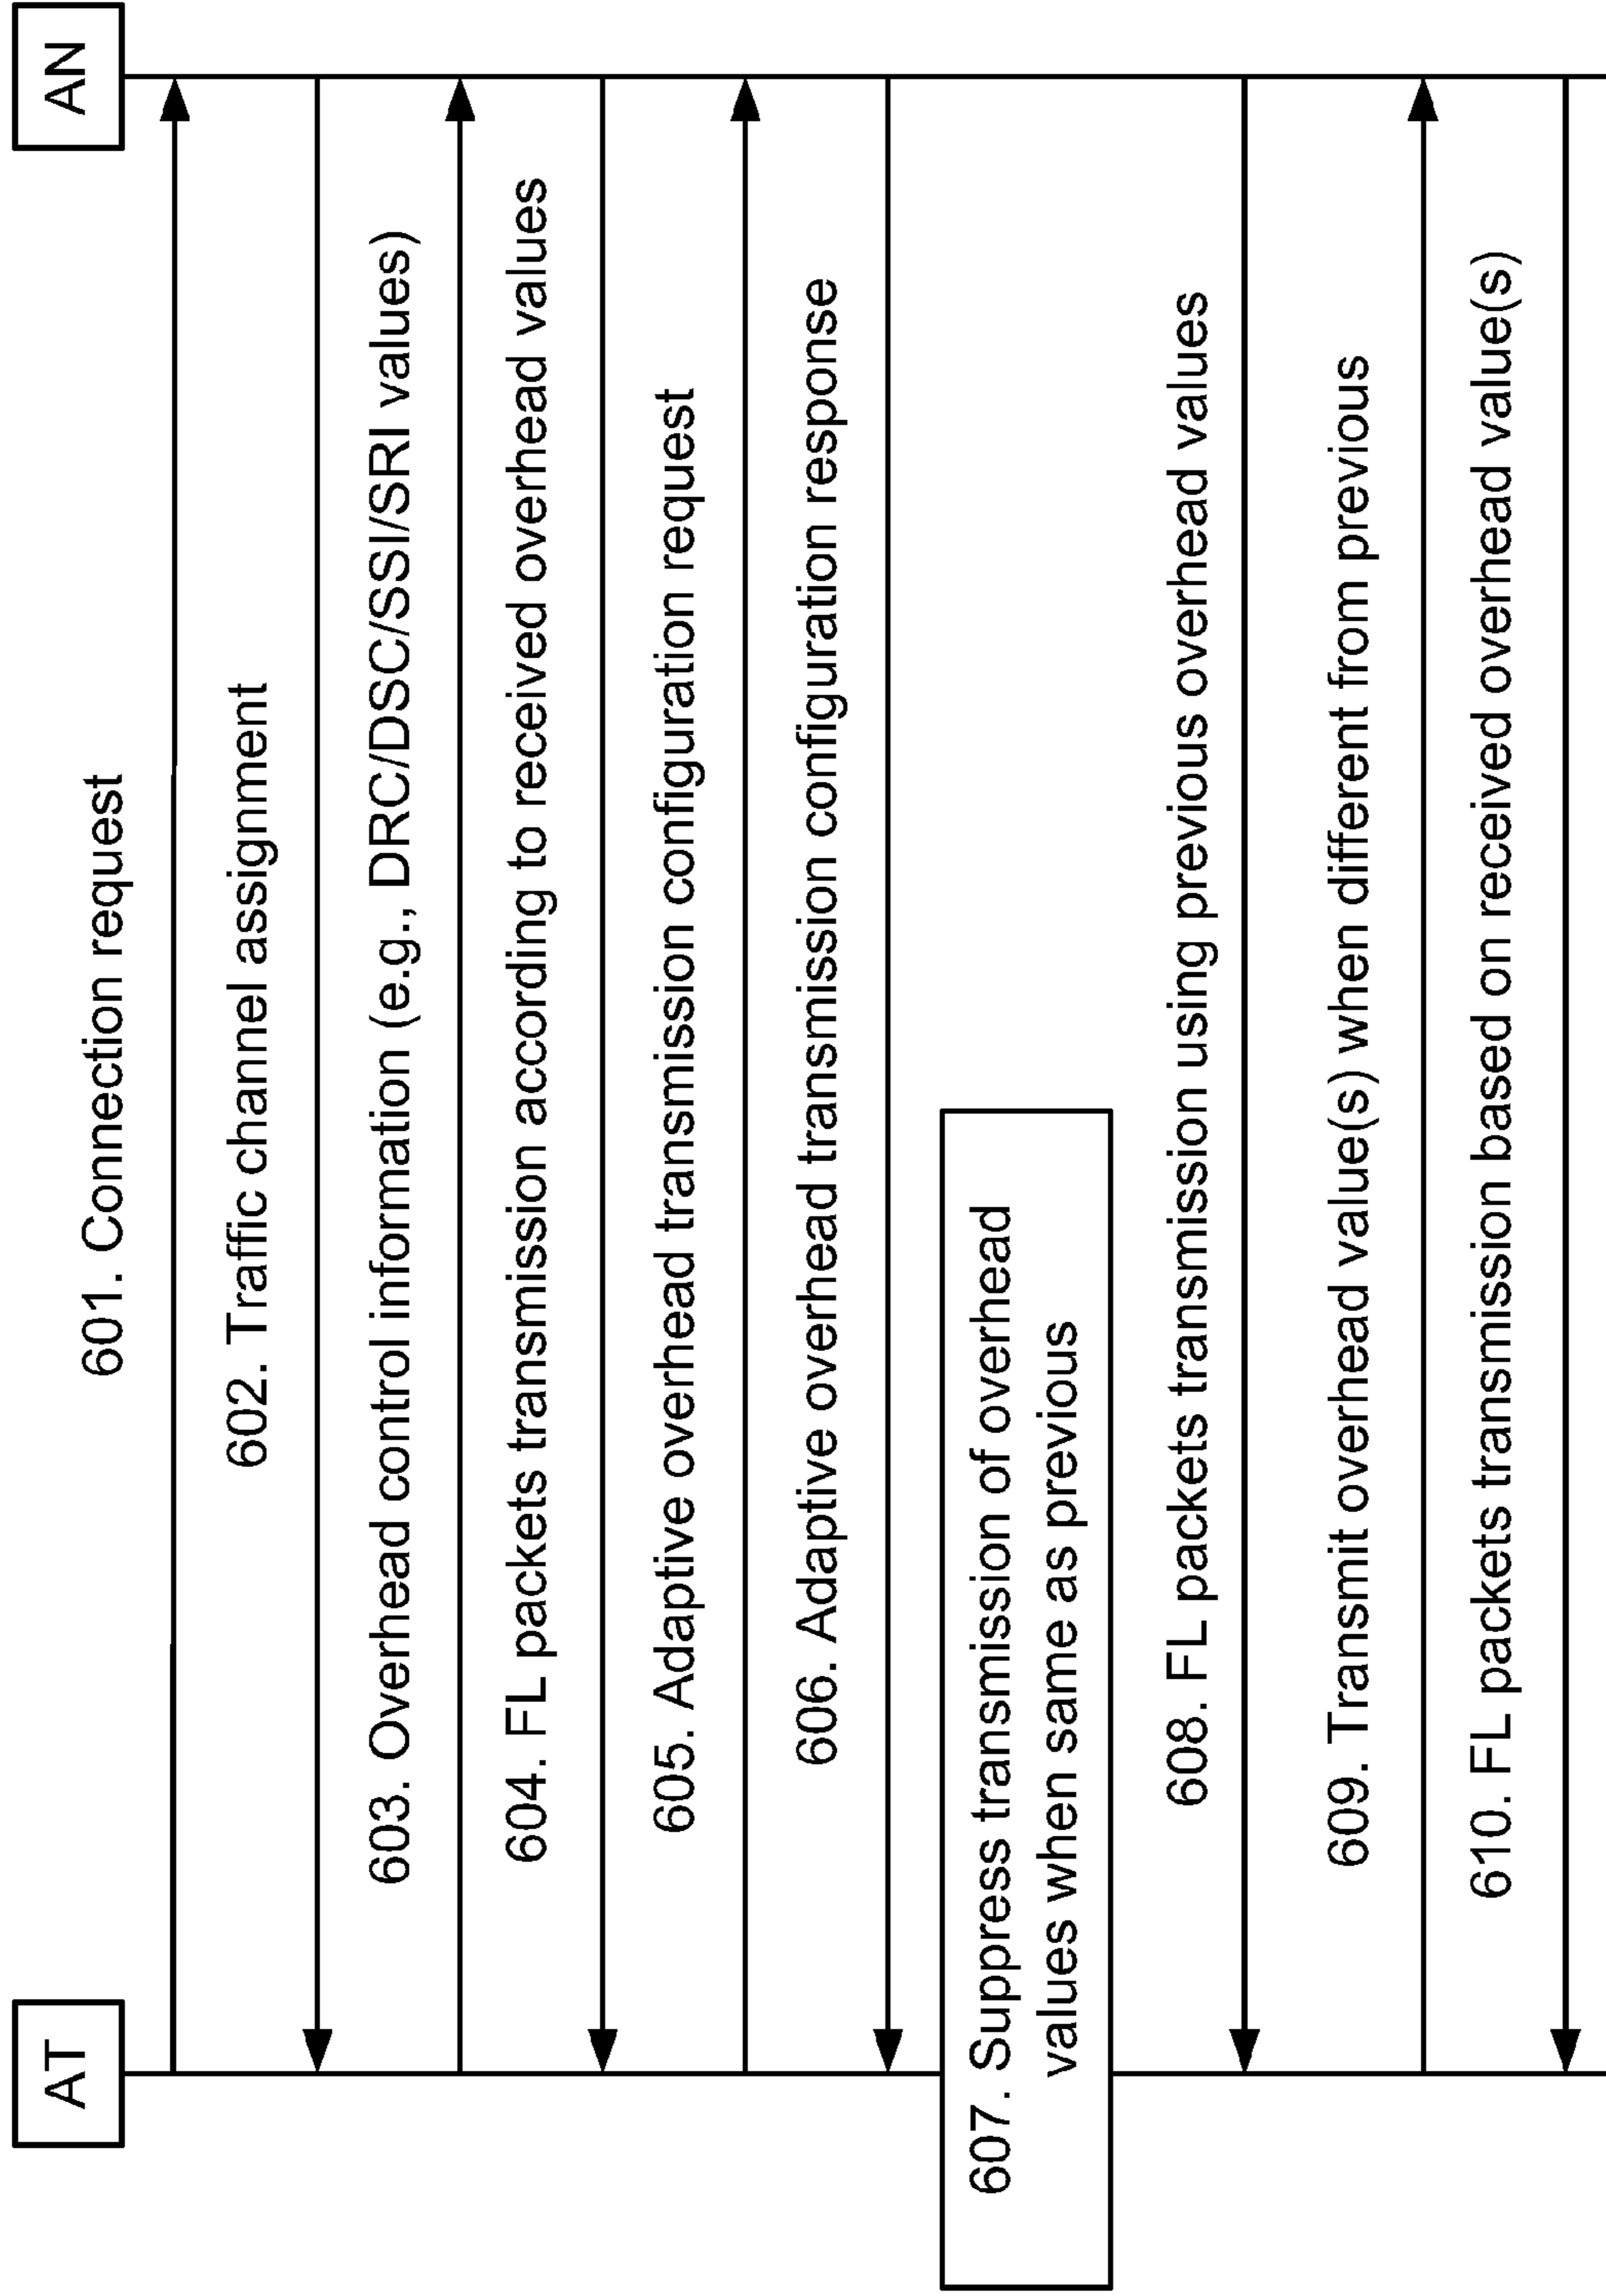 AT
AN
601. Connection request
602. Traffic channel assignment
603. Overhead control information (e.g., DRC/DSC/SSI/SRI values)
604. FL packets transmission according to received overhead values
605. Adaptive overhead transmission configuration request
606. Adaptive overhead transmission configuration response
607. Suppress transmission of overhead
values when same as previous
608. FL packets transmission using previous overhead values
609. Transmit overhead value(s) when different from previous
610. FL packets transmission based on received overhead value(s)